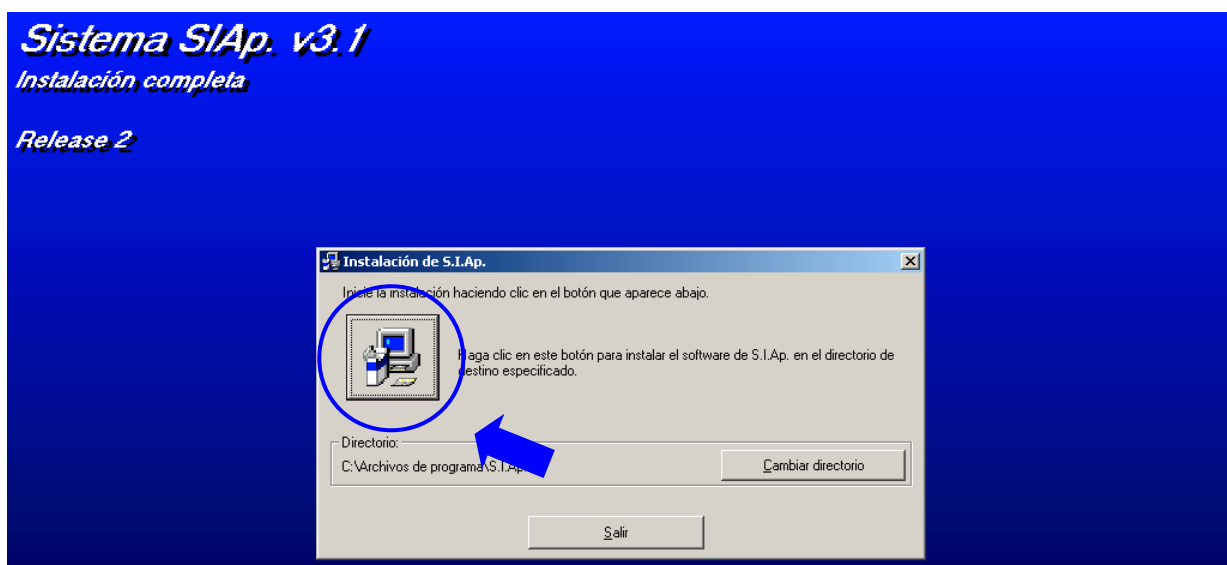 Sistema SIAp. v3.1
Instalación completa
Release 2
Instalación de S.I.Ap.
Inicie la instalación haciendo clic en el botón que aparece abajo.
Haga clic en este botón para instalar el software de S.I.Ap. en el directorio de
destino especificado.
Directorio:
C:\Archivos de programa\S.I.Ap.
Cambiar directorio
Salir